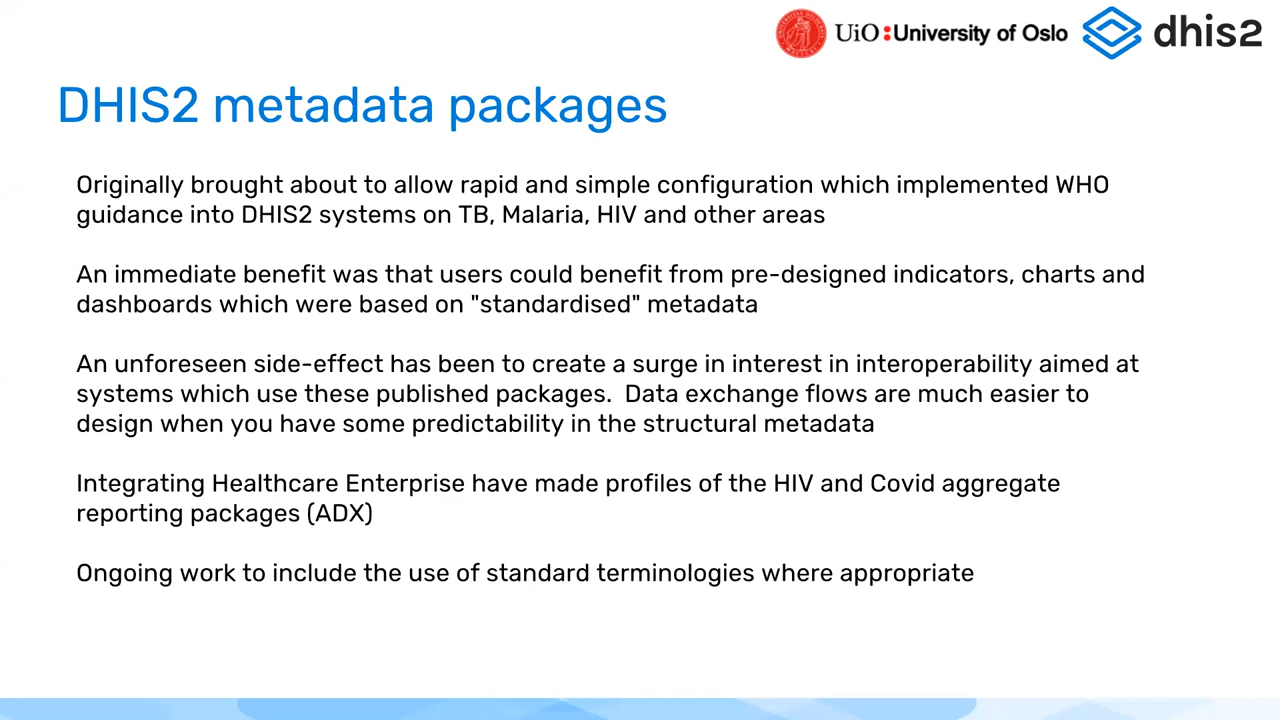 UiO:University of Oslo
dhis2
DHIS2 metadata packages
Originally brought about to allow rapid and simple configuration which implemented WHO
guidance into DHIS2 systems on TB, Malaria, HIV and other areas
An immediate benefit was that users could benefit from pre-designed indicators, charts and
dashboards which were based on "standardised" metadata
An unforeseen side-effect has been to create a surge in interest in interoperability aimed at
systems which use these published packages.  Data exchange flows are much easier to
design when you have some predictability in the structural metadata
Integrating Healthcare Enterprise have made profiles of the HIV and Covid aggregate
reporting packages (ADX)
Ongoing work to include the use of standard terminologies where appropriate